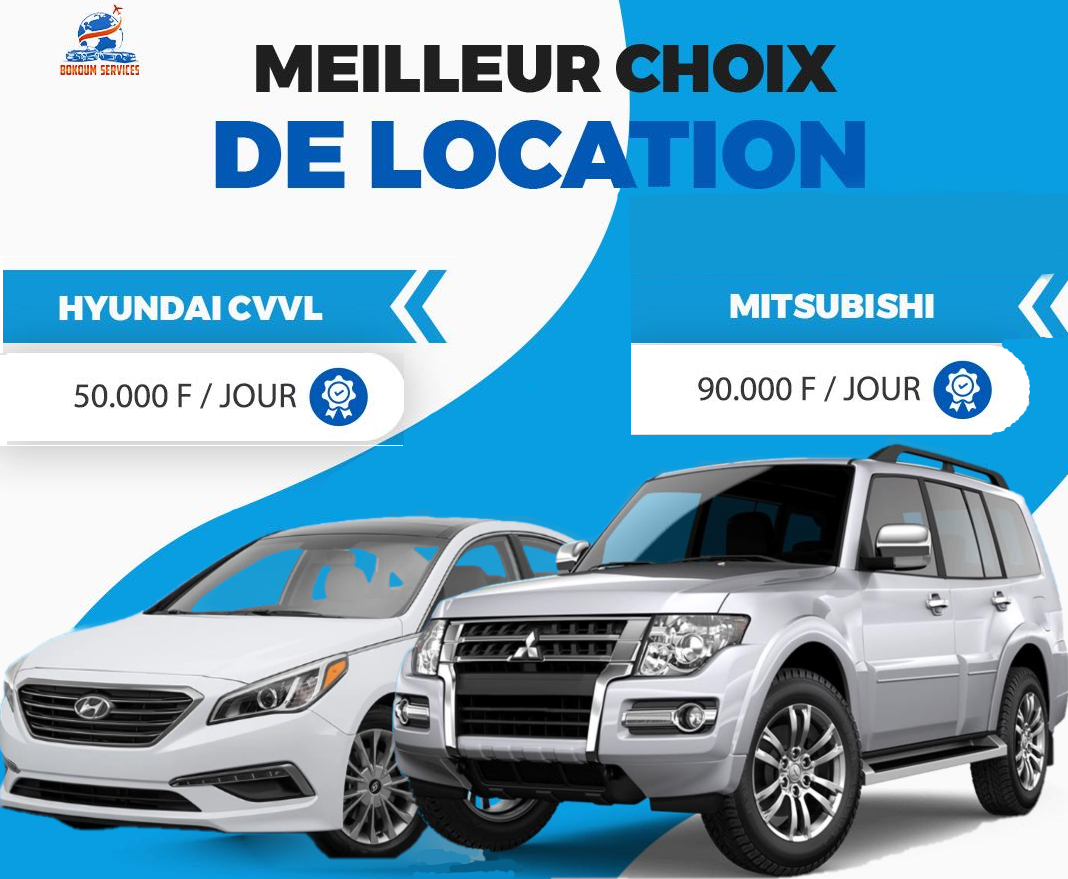 BOKOUM SERVICES
MEILLEUR CHOIX
DE LOCATION
HYUNDAI CVVL
50.000 F / JOUR
MITSUBISHI
90.000 F / JOUR